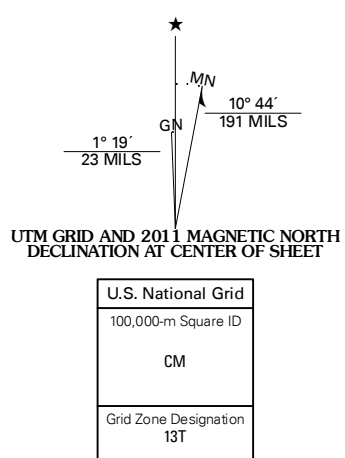 ★
MN
GN
10° 44´
191 MILS
1° 19´
23 MILS
UTM GRID AND 2011 MAGNETIC NORTH
DECLINATION AT CENTER OF SHEET
U.S. National Grid
100,000-m Square ID
CM
Grid Zone Designation
13T